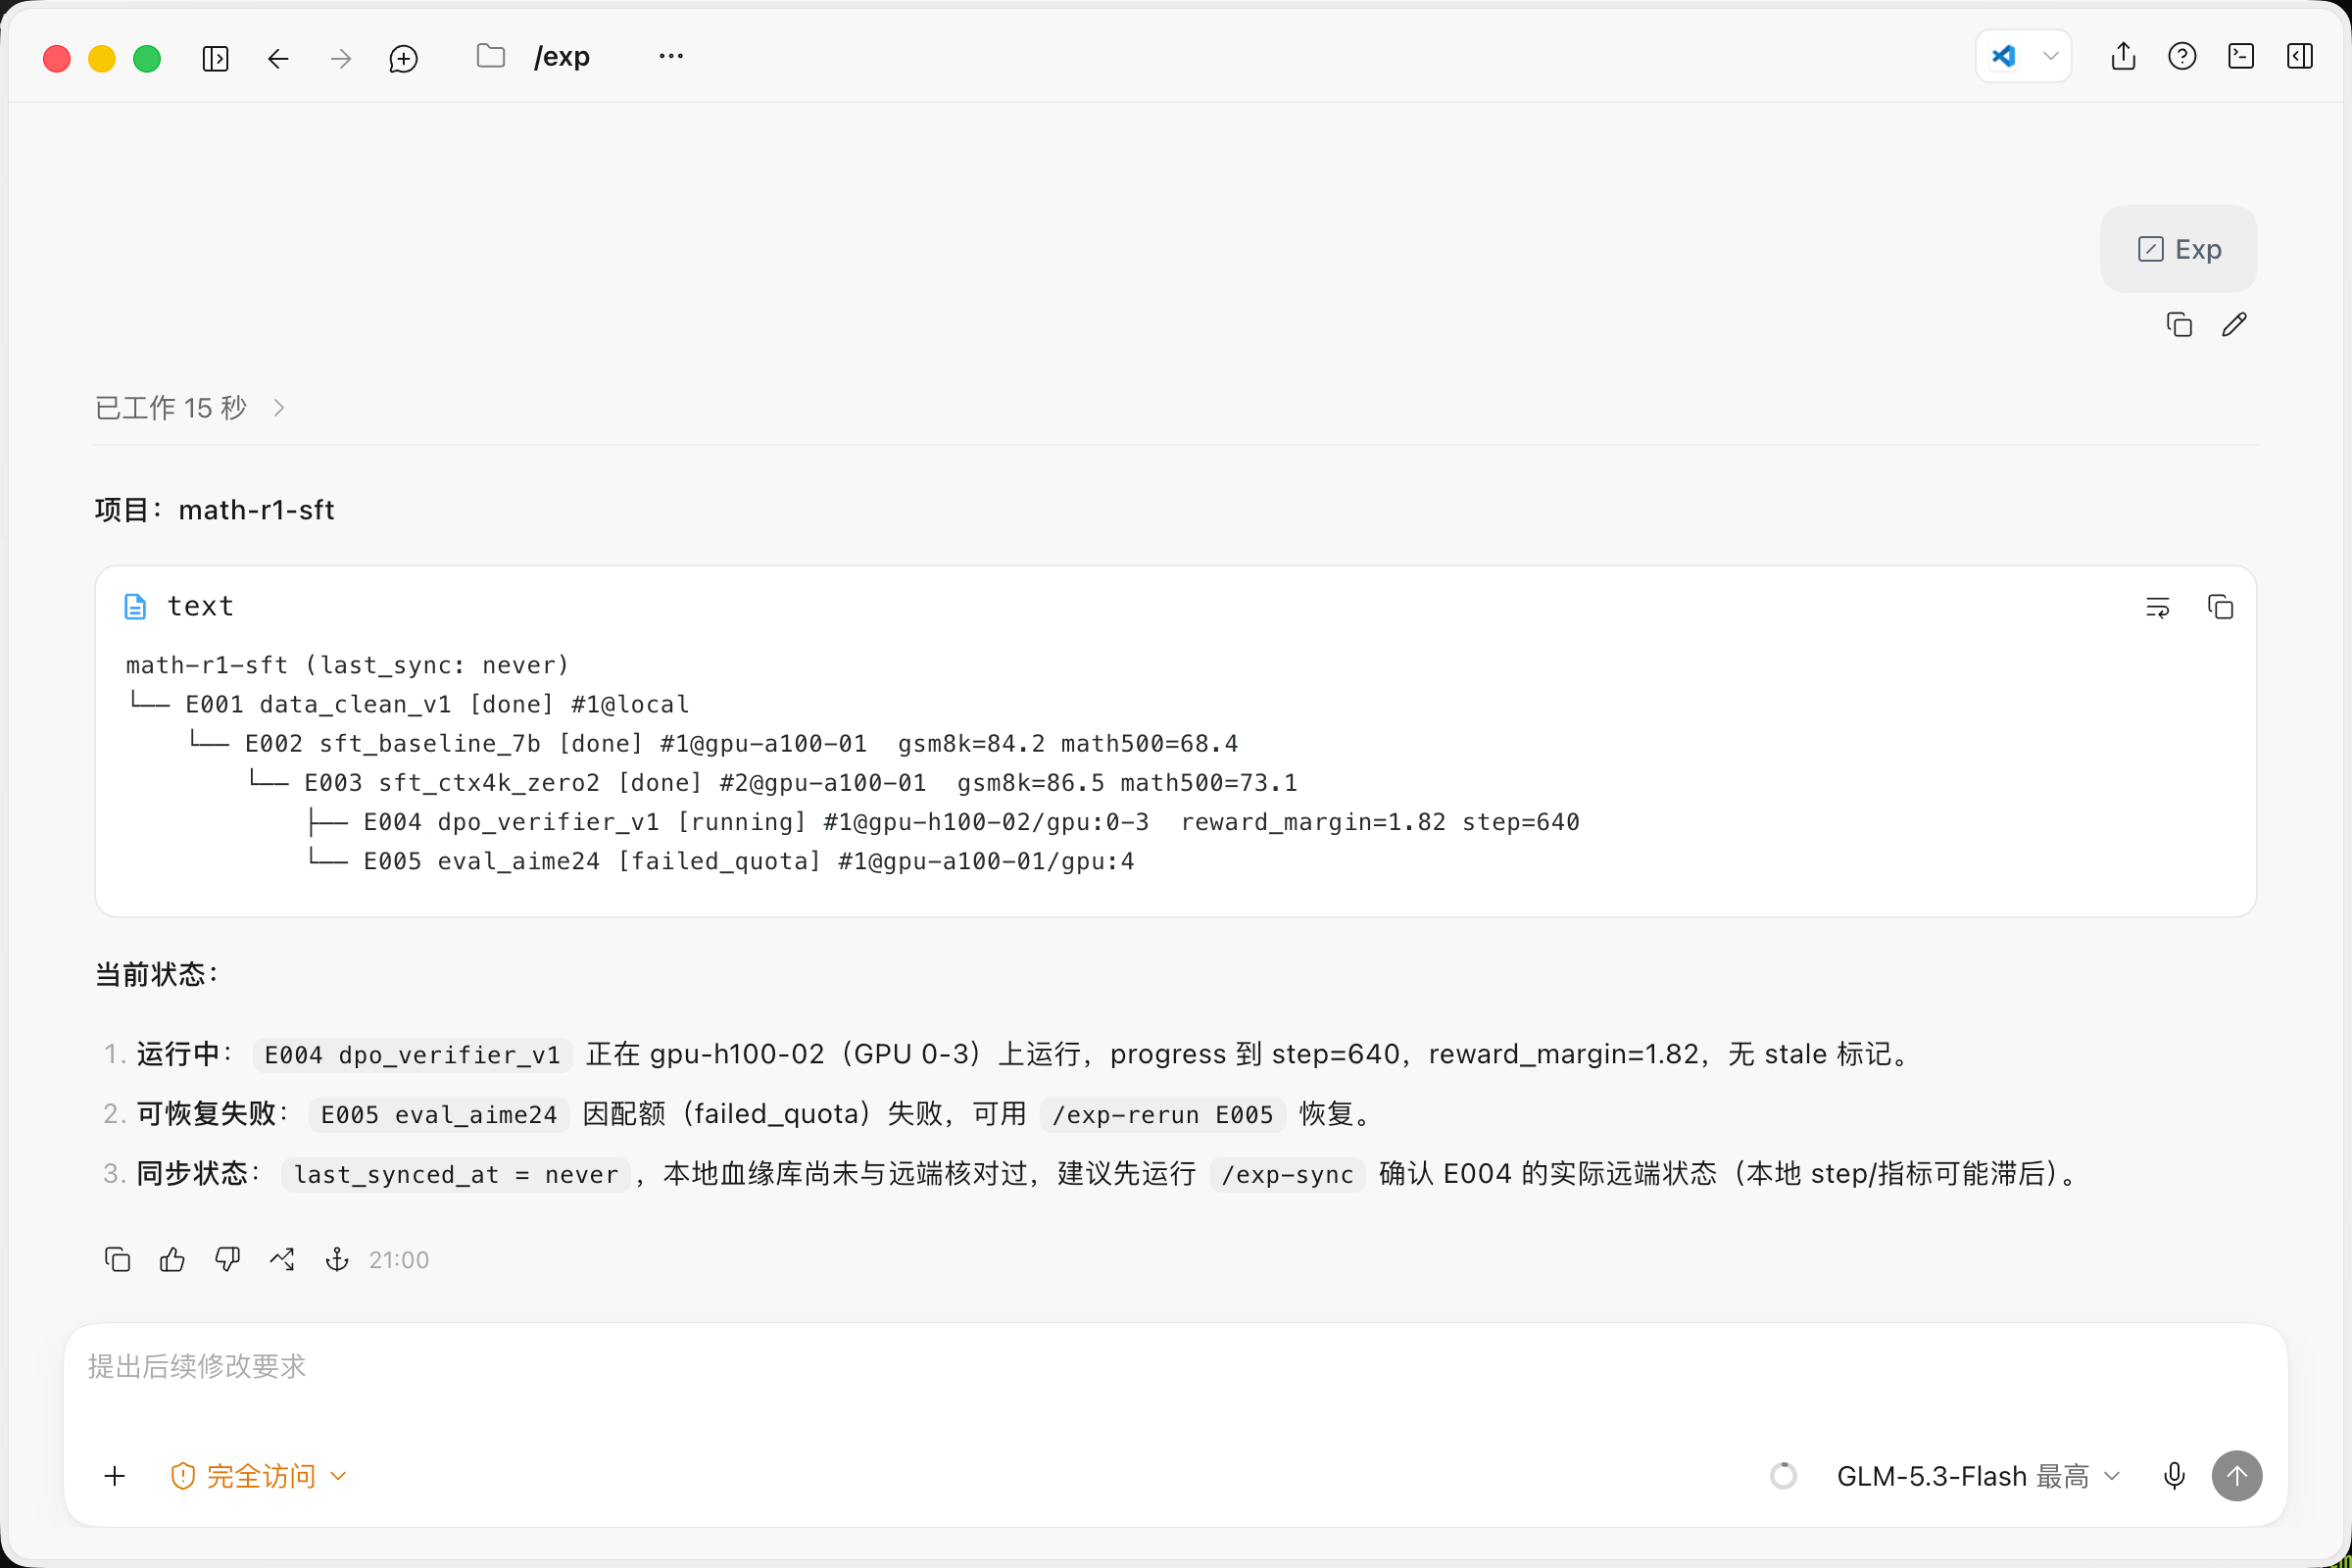 /exp
Exp
已工作 15 秒
项目：math-r1-sft
text
math-r1-sft (last_sync: never)
└── E001 data_clean_v1 [done] #1@local
    └── E002 sft_baseline_7b [done] #1@gpu-a100-01  gsm8k=84.2 math500=68.4
        └── E003 sft_ctx4k_zero2 [done] #2@gpu-a100-01  gsm8k=86.5 math500=73.1
            ├── E004 dpo_verifier_v1 [running] #1@gpu-h100-02/gpu:0-3  reward_margin=1.82 step=640
            └── E005 eval_aime24 [failed_quota] #1@gpu-a100-01/gpu:4
当前状态：
1. 运行中： E004 dpo_verifier_v1 正在 gpu-h100-02（GPU 0-3）上运行，progress 到 step=640，reward_margin=1.82，无 stale 标记。
2. 可恢复失败： E005 eval_aime24 因配额（failed_quota）失败，可用 /exp-rerun E005 恢复。
3. 同步状态： last_synced_at = never ，本地血缘库尚未与远端核对过，建议先运行 /exp-sync 确认 E004 的实际远端状态（本地 step/指标可能滞后）。
21:00
提出后续修改要求
完全访问
GLM-5.3-Flash 最高